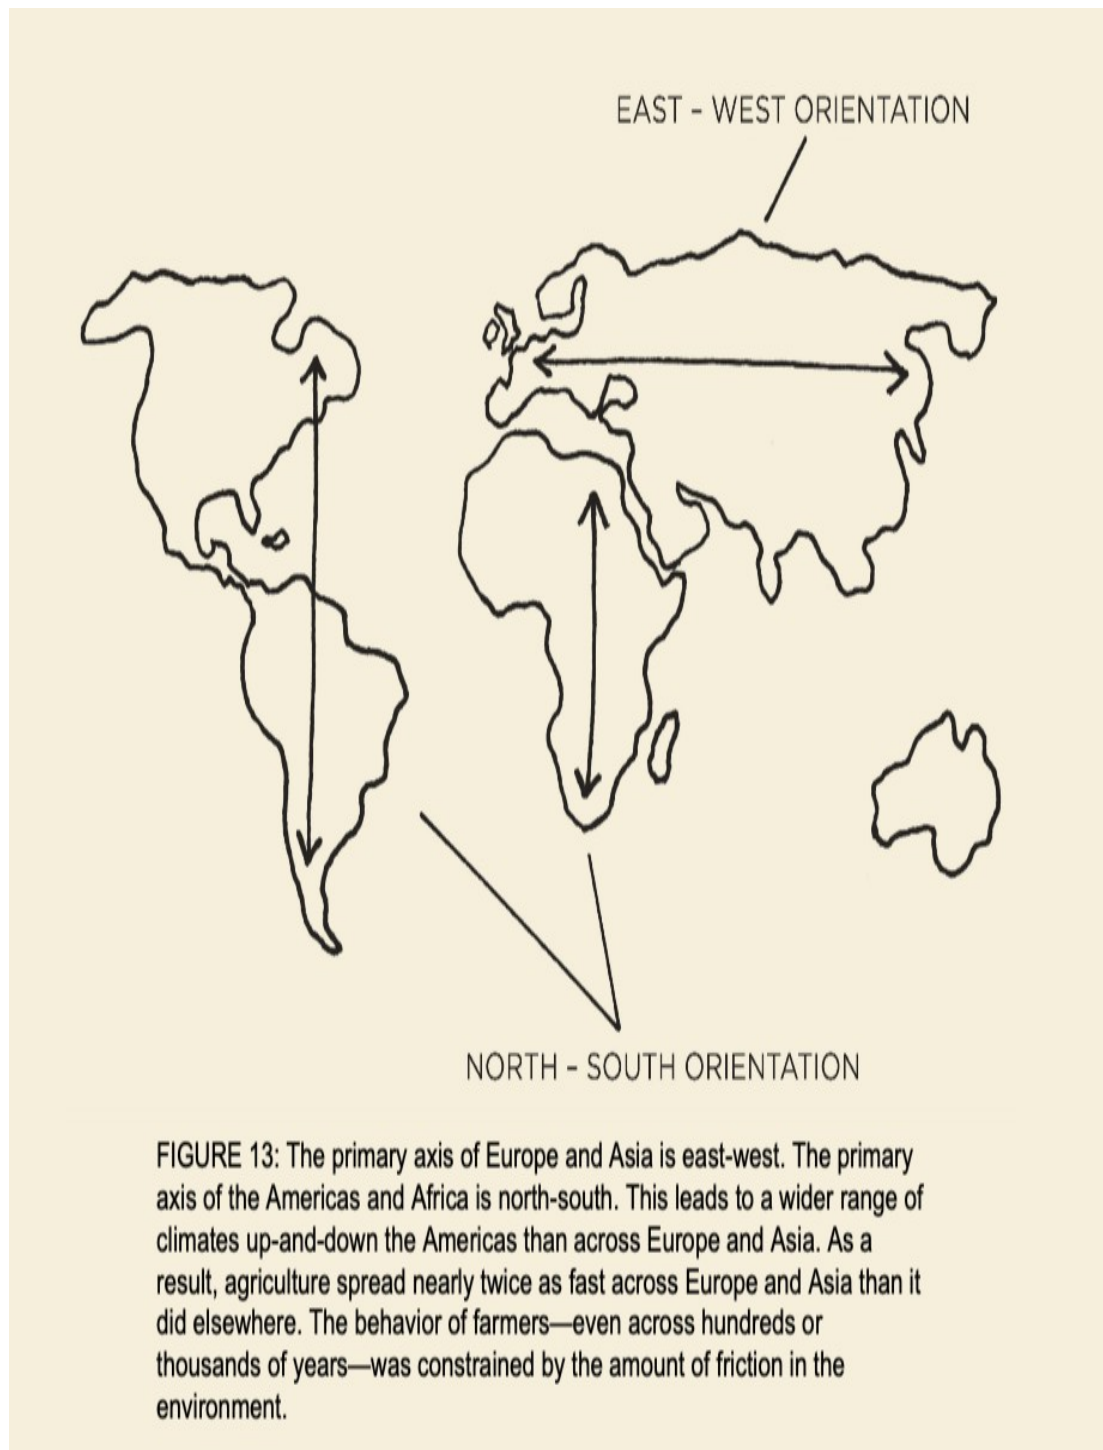 EAST - WEST ORIENTATION
NORTH - SOUTH ORIENTATION
FIGURE 13: The primary axis of Europe and Asia is east-west. The primary
axis of the Americas and Africa is north-south. This leads to a wider range of
climates up-and-down the Americas than across Europe and Asia. As a
result, agriculture spread nearly twice as fast across Europe and Asia than it
did elsewhere. The behavior of farmers—even across hundreds or
thousands of years—was constrained by the amount of friction in the
environment.